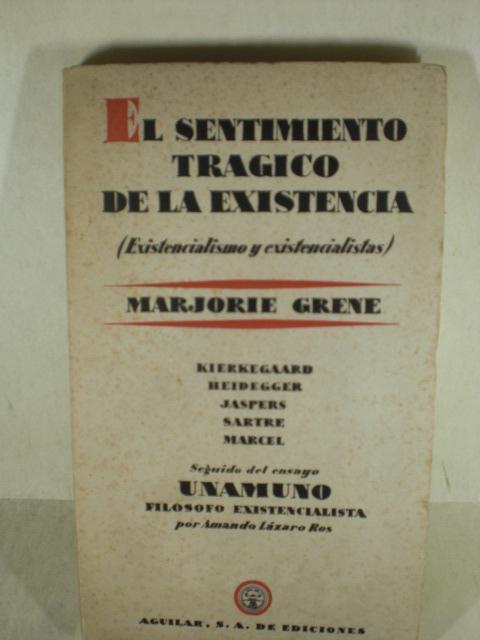 EL SENTIMIENTO
TRAGICO
DE LA EXISTENCIA
(Existencialismo y existencialistas)
MARJORIE GRENE
KIERKEGAARD
HEIDEGGER
JASPERS
SARTRE
MARCEL
Seguido del ensayo
UNAMUNO
FILOSOFO EXISTENCIALISTA
por Amando Lázaro Ros
AGUILAR, S. A. DE EDICIONES